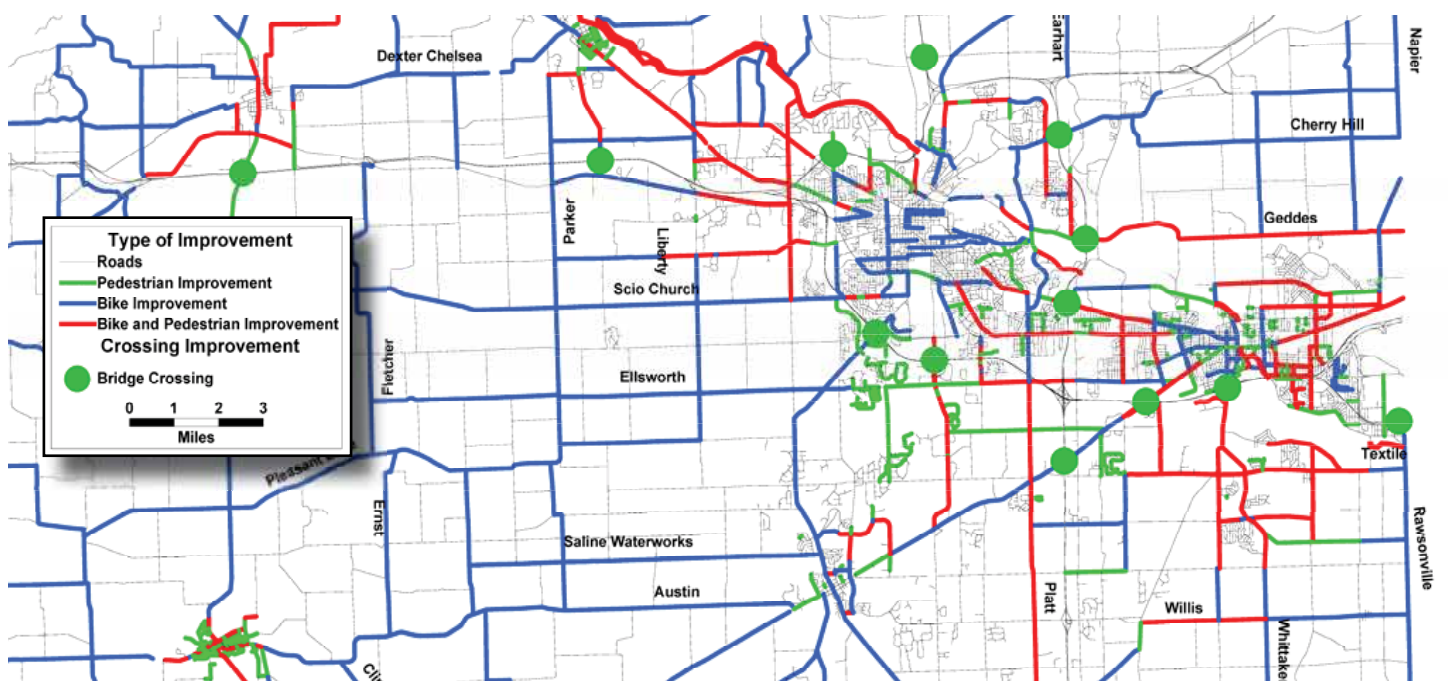 Dexter Chelsea
Earhart
Napier
Cherry Hill
Parker
Liberty
Geddes
Scio Church
Type of Improvement
Roads
Pedestrian Improvement
Bike Improvement
Bike and Pedestrian Improvement
Crossing Improvement
Bridge Crossing
0 1 2 3
Miles
Fletcher
Ellsworth
Textile
Pleasant
Ernst
Saline Waterworks
Rawsonville
Austin
Platt
Willis
Whittaker